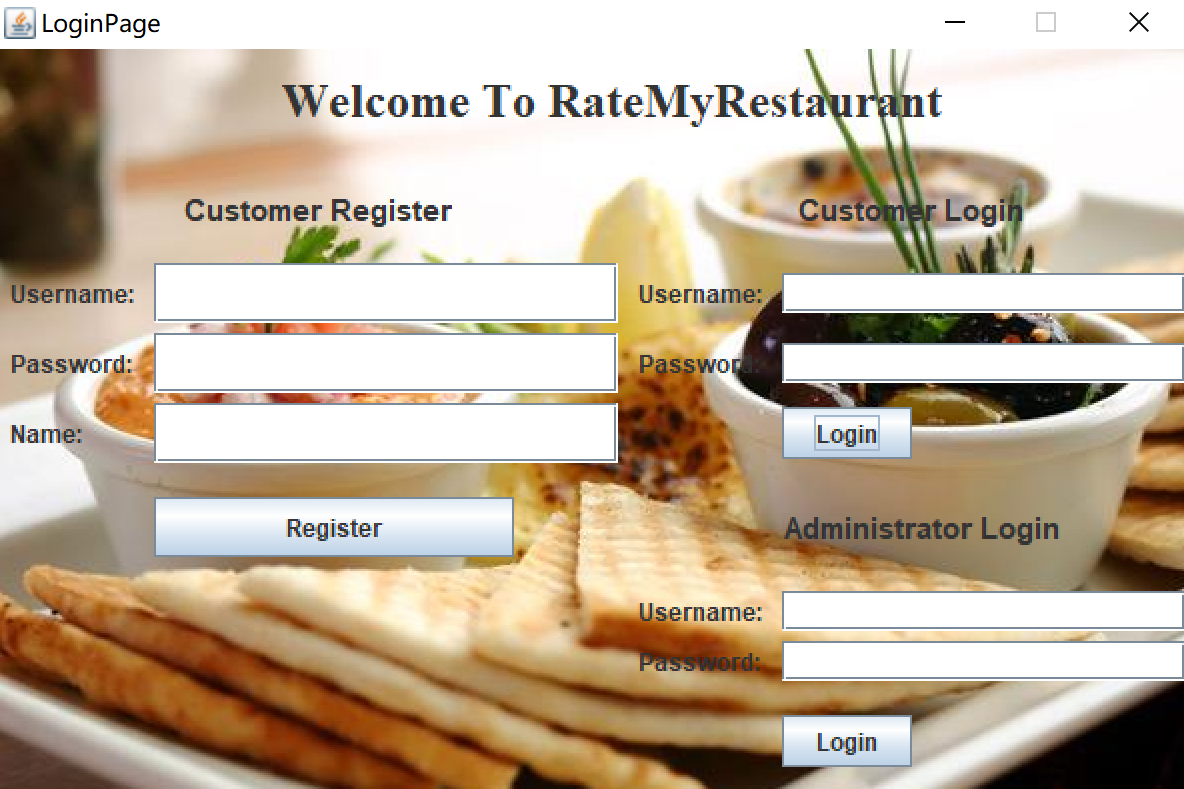 LoginPage
Welcome To RateMyRestaurant
Customer Register
Username:
Password:
Name:
Register
Customer Login
Username:
Password:
Login
Administrator Login
Username:
Password:
Login